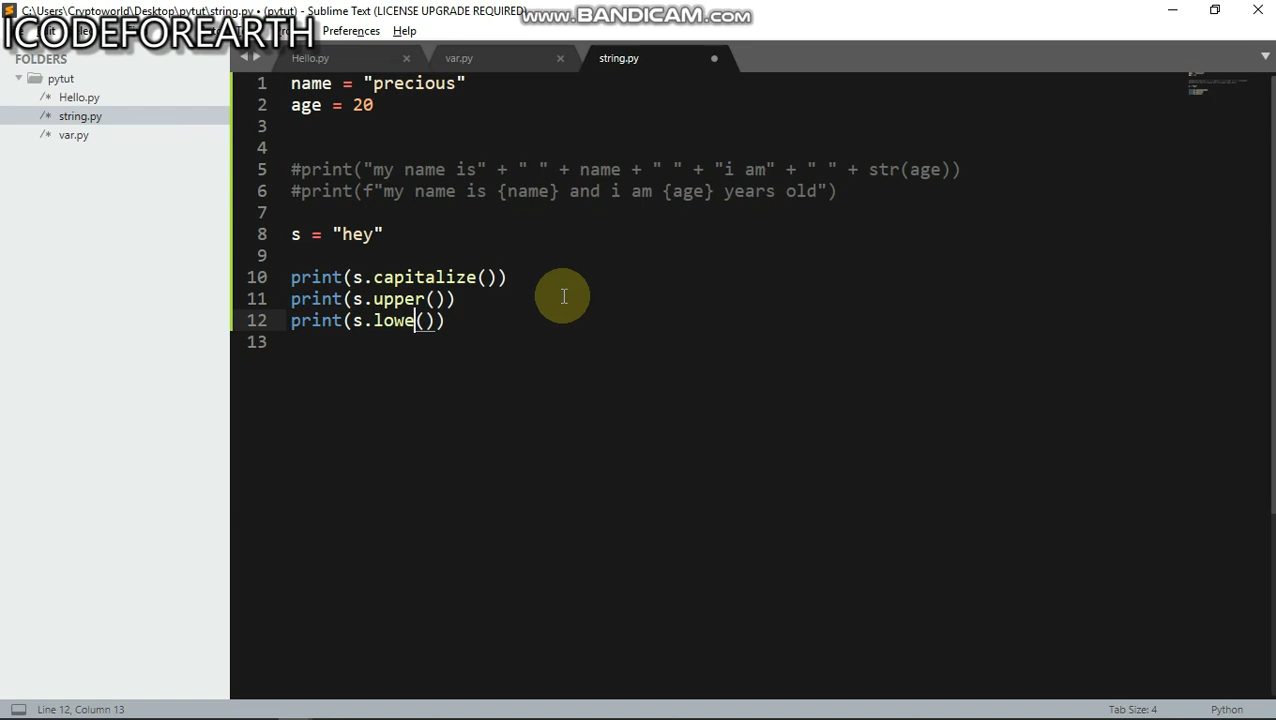 C:\Users\Cryptoworld\Desktop\pytut\string.py • (pytut) - Sublime Text (LICENSE UPGRADE REQUIRED)
www.BANDICAM.com
ICODEFOREARTH
Preferences Help
FOLDERS
pytut
/* Hello.py
/* string.py
/* var.py
Hello.py × var.py × string.py
1 name = "precious"
2 age = 20
3
4
5 #print("my name is" + " " + name + " " + "i am" + " " + str(age))
6 #print(f"my name is {name} and i am {age} years old")
7
8 s = "hey"
9
10 print(s.capitalize())
11 print(s.upper())
12 print(s.lowe())
13
Line 12, Column 13
Tab Size: 4
Python